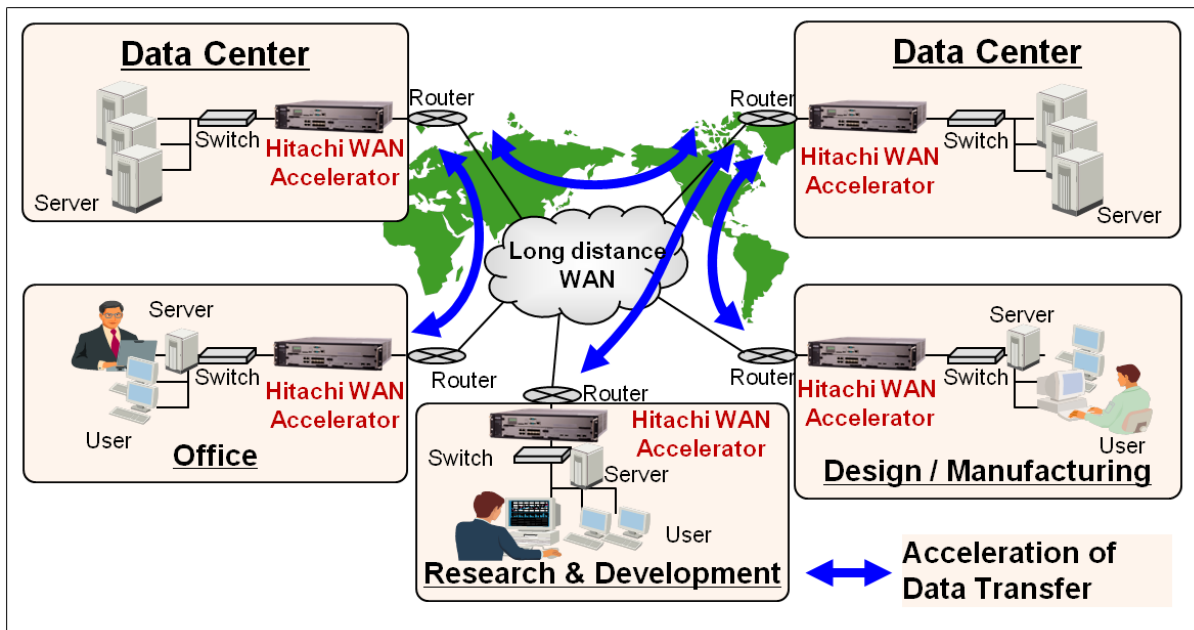 Data Center
Router
Switch
Hitachi WAN
Accelerator
Server
Data Center
Router
Hitachi WAN
Accelerator
Switch
Server
Long distance
WAN
Server
Switch
Hitachi WAN
Accelerator
Router
User
Office
Router
Hitachi WAN
Accelerator
Switch
Server
User
Research & Development
Server
Router
Hitachi WAN
Accelerator
Switch
User
Design / Manufacturing
Acceleration of
Data Transfer